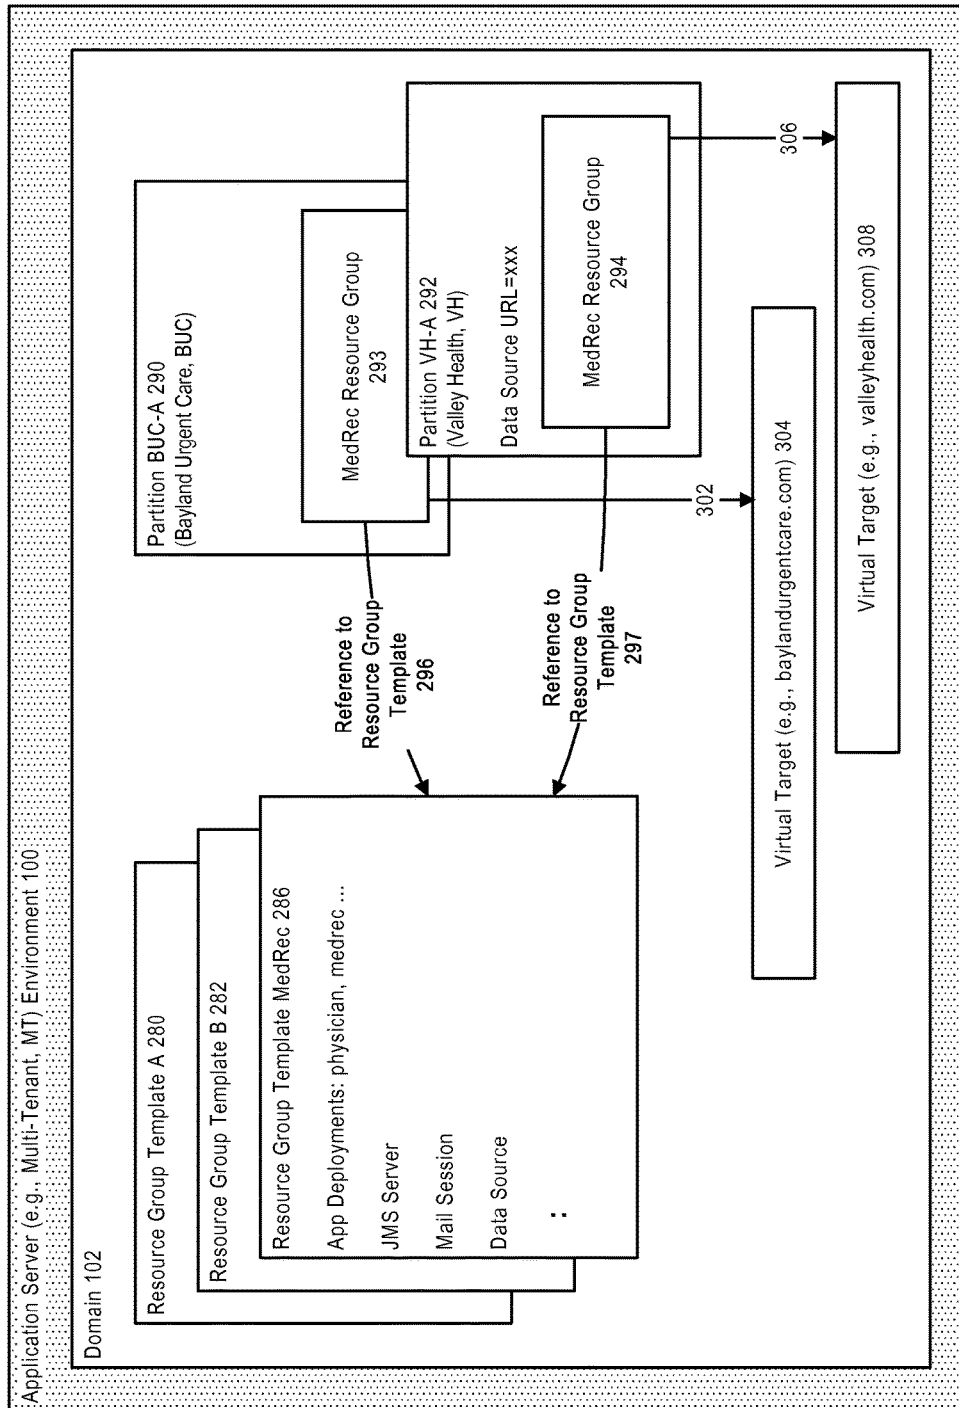 Application Server (e.g., Multi-Tenant, MT) Environment 100
Domain 102
Resource Group Template A 280
Resource Group Template B 282
Resource Group Template MedRec 286
App Deployments: physician, medrec ...
JMS Server
Mail Session
Data Source
:
Reference to
Resource Group
Template
296
Reference to
Resource Group
Template
297
Partition BUC-A 290
(Bayland Urgent Care, BUC)
MedRec Resource Group
293
Partition VH-A 292
(Valley Health, VH)
Data Source URL=xxx
MedRec Resource Group
294
302
306
Virtual Target (e.g., baylandurgentcare.com) 304
Virtual Target (e.g., valleyhealth.com) 308